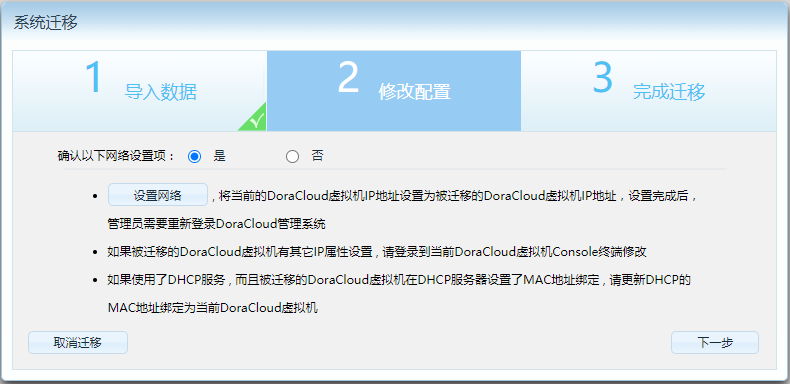 系统迁移
1 导入数据
2 修改配置
3 完成迁移
确认以下网络设置项： 是 否
• 设置网络 , 将当前的DoraCloud虚拟机IP地址设置为被迁移的DoraCloud虚拟机IP地址 , 设置完成后 ,
管理员需要重新登录DoraCloud管理系统
• 如果被迁移的DoraCloud虚拟机有其它IP属性设置 , 请登录到当前DoraCloud虚拟机Console终端修改
• 如果使用了DHCP服务 , 而且被迁移的DoraCloud虚拟机在DHCP服务器设置了MAC地址绑定 , 请更新DHCP的
MAC地址绑定为当前DoraCloud虚拟机
取消迁移 下一步